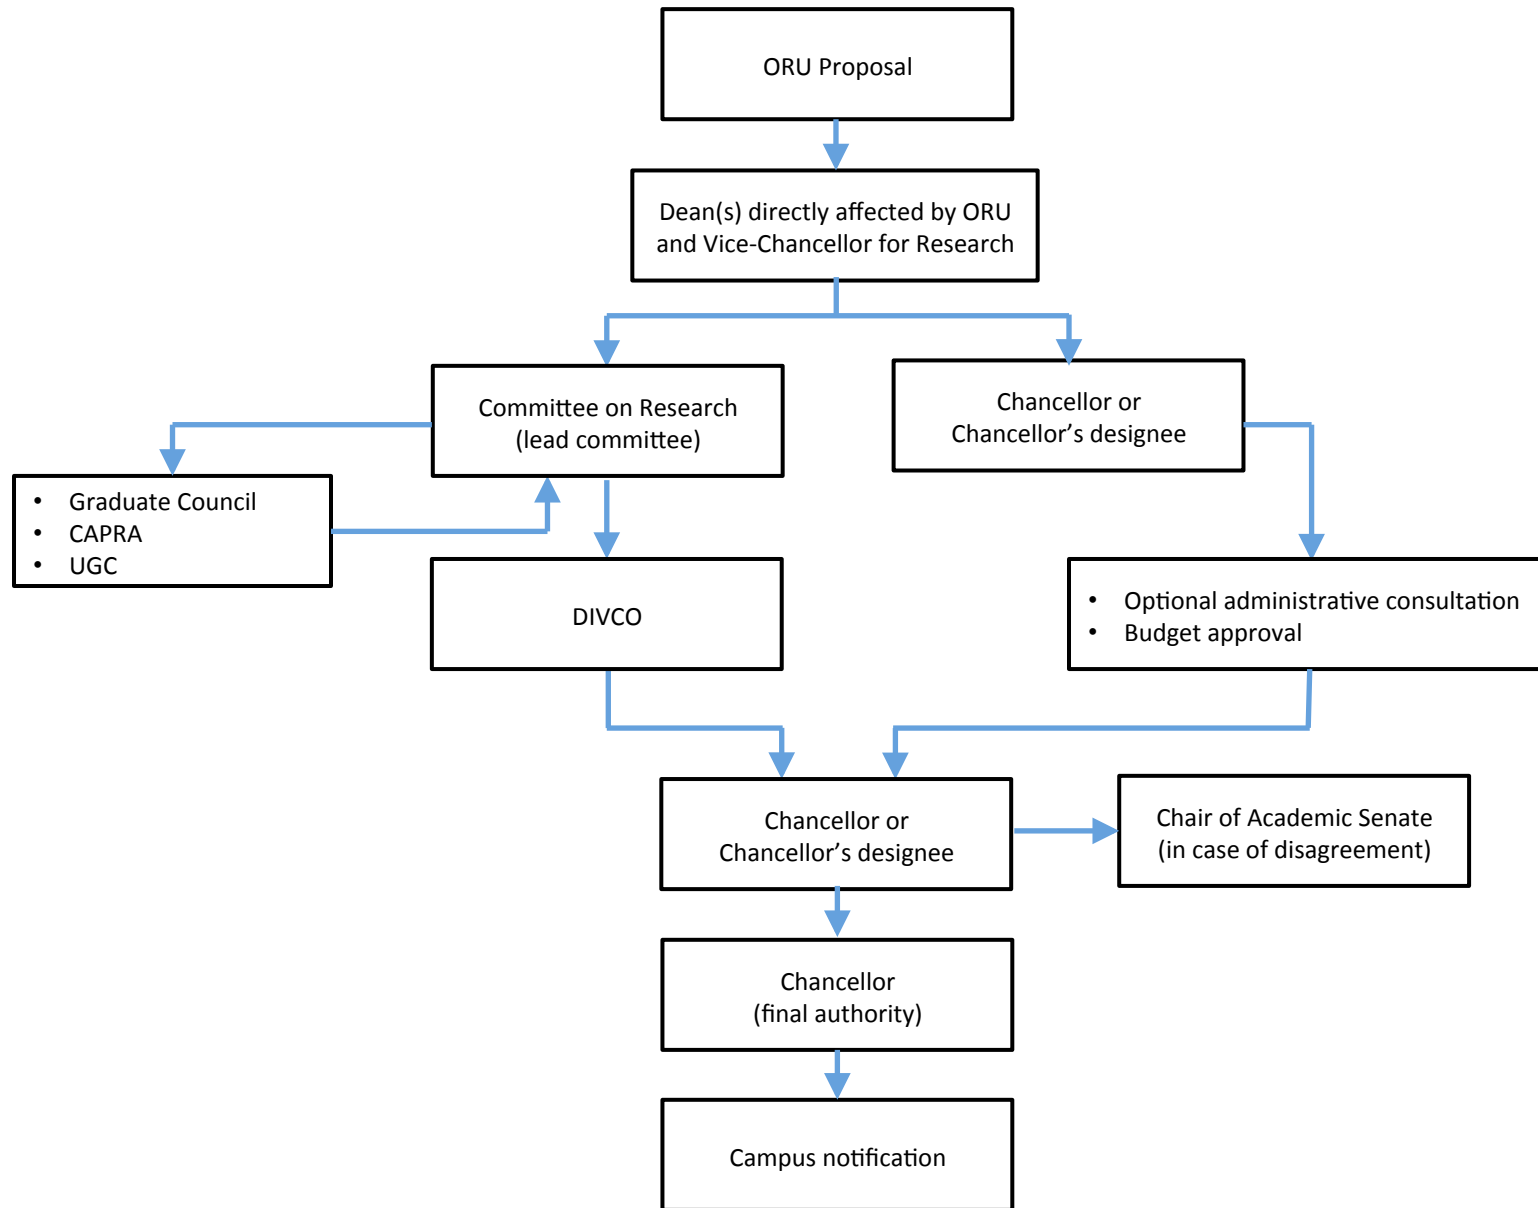 ORU Proposal
Dean(s) directly affected by ORU
and Vice-Chancellor for Research
Committee on Research
(lead committee)
Chancellor or
Chancellor’s designee
• Graduate Council
• CAPRA
• UGC
DIVCO
• Optional administrative consultation
• Budget approval
Chancellor or
Chancellor’s designee
Chair of Academic Senate
(in case of disagreement)
Chancellor
(final authority)
Campus notification